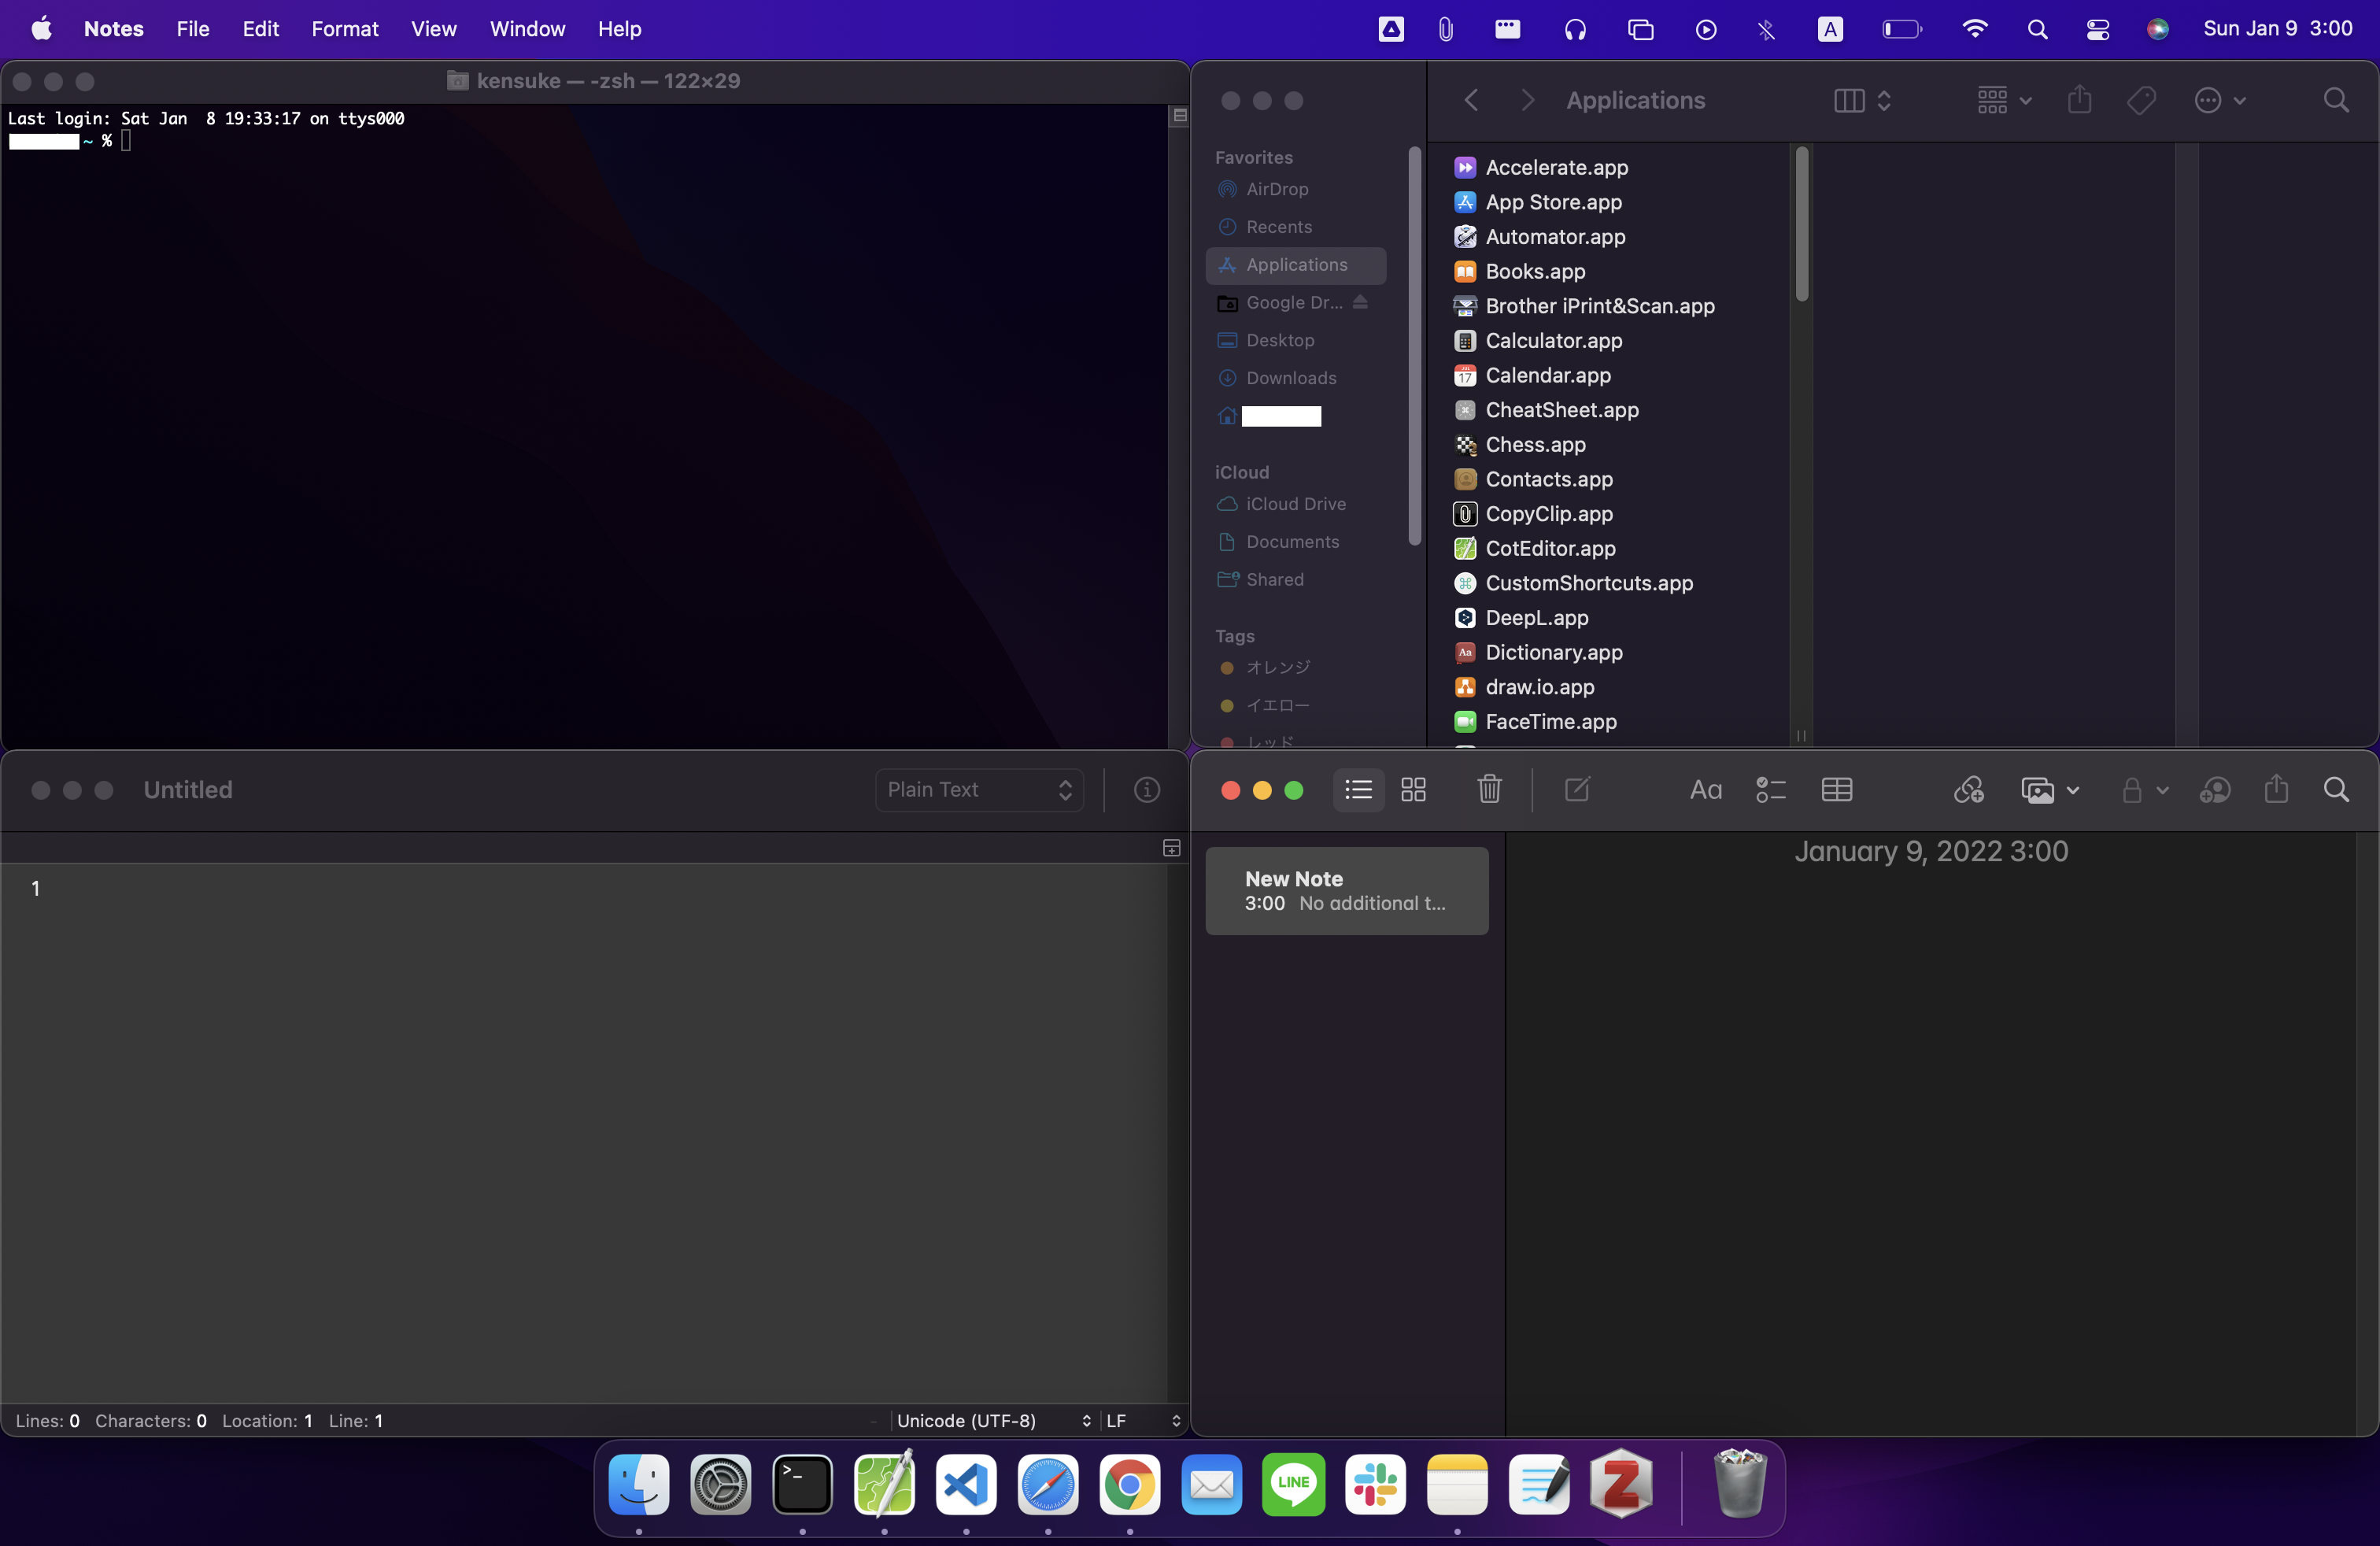 Notes File Edit Format View Window Help
A
Sun Jan 9 3:00
kensuke — -zsh — 122×29
Last login: Sat Jan  8 19:33:17 on ttys000
~ %
Applications
Favorites
AirDrop
Recents
Applications
Google Dr...
Desktop
Downloads
iCloud
iCloud Drive
Documents
Shared
Tags
オレンジ
イエロー
レッド
Accelerate.app
App Store.app
Automator.app
Books.app
Brother iPrint&Scan.app
Calculator.app
Calendar.app
CheatSheet.app
Chess.app
Contacts.app
CopyClip.app
CotEditor.app
CustomShortcuts.app
DeepL.app
Dictionary.app
draw.io.app
FaceTime.app
Untitled
Plain Text
1
Lines: 0 Characters: 0 Location: 1 Line: 1
- Unicode (UTF-8) LF
Aa
New Note
3:00 No additional t...
January 9, 2022 3:00
>_
LINE
Z